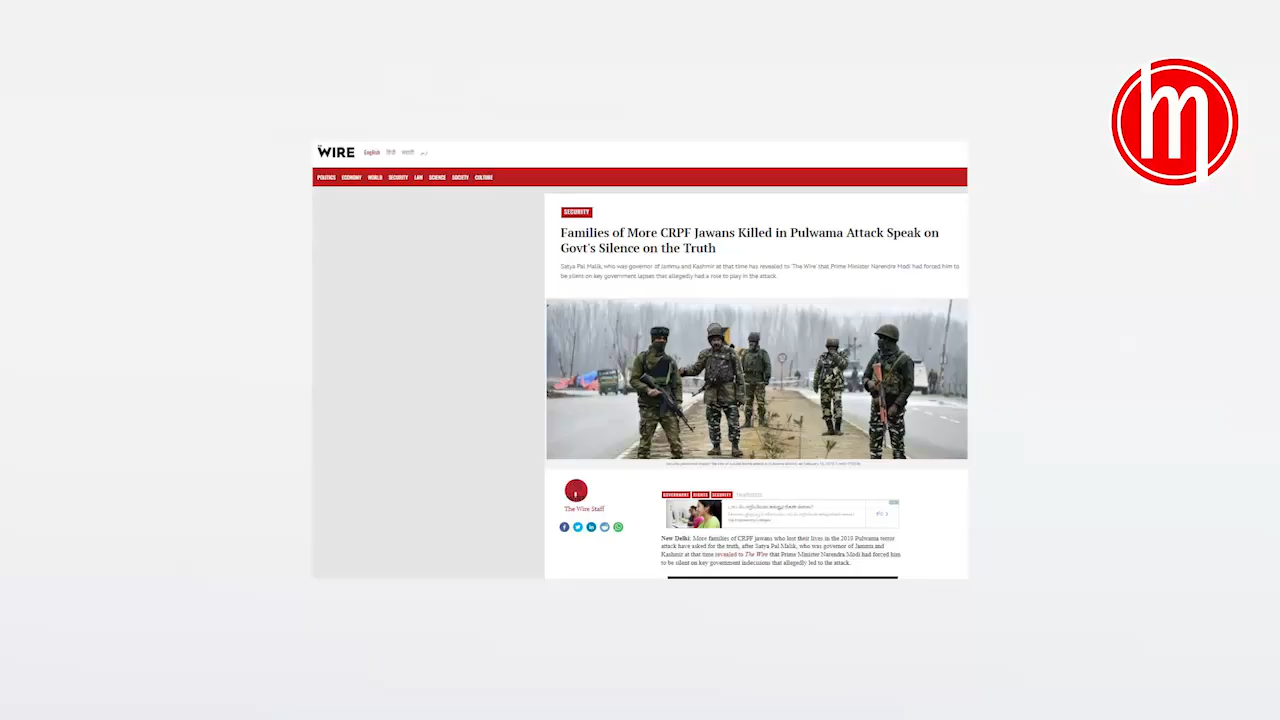 THE WIRE English हिंदी मराठी اردو
POLITICS ECONOMY WORLD SECURITY LAW SCIENCE SOCIETY CULTURE
SECURITY
Families of More CRPF Jawans Killed in Pulwama Attack Speak on
Govt's Silence on the Truth
Satya Pal Malik, who was governor of Jammu and Kashmir at that time has revealed to 'The Wire' that Prime Minister Narendra Modi had forced him to
be silent on key government lapses that allegedly had a role to play in the attack.
The Wire Staff
GOVERNMENT RIGHTS SECURITY
New Delhi: More families of CRPF jawans who lost their lives in the 2019 Pulwama terror
attack have asked for the truth, after Satya Pal Malik, who was governor of Jammu and
Kashmir at that time revealed to The Wire that Prime Minister Narendra Modi had forced him
to be silent on key government indecisions that allegedly led to the attack.